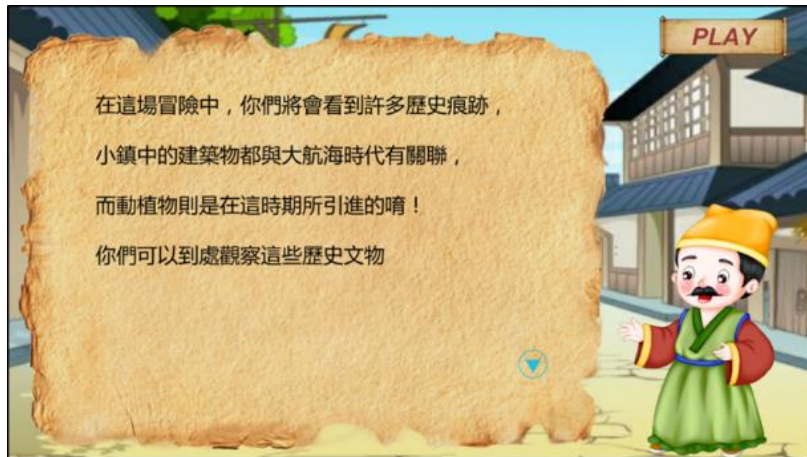 PLAY
在這場冒險中，你們將會看到許多歷史痕跡，
小鎮中的建築物都與大航海時代有關聯，
而動植物則是在這時期所引進的唷！
你們可以到處觀察這些歷史文物